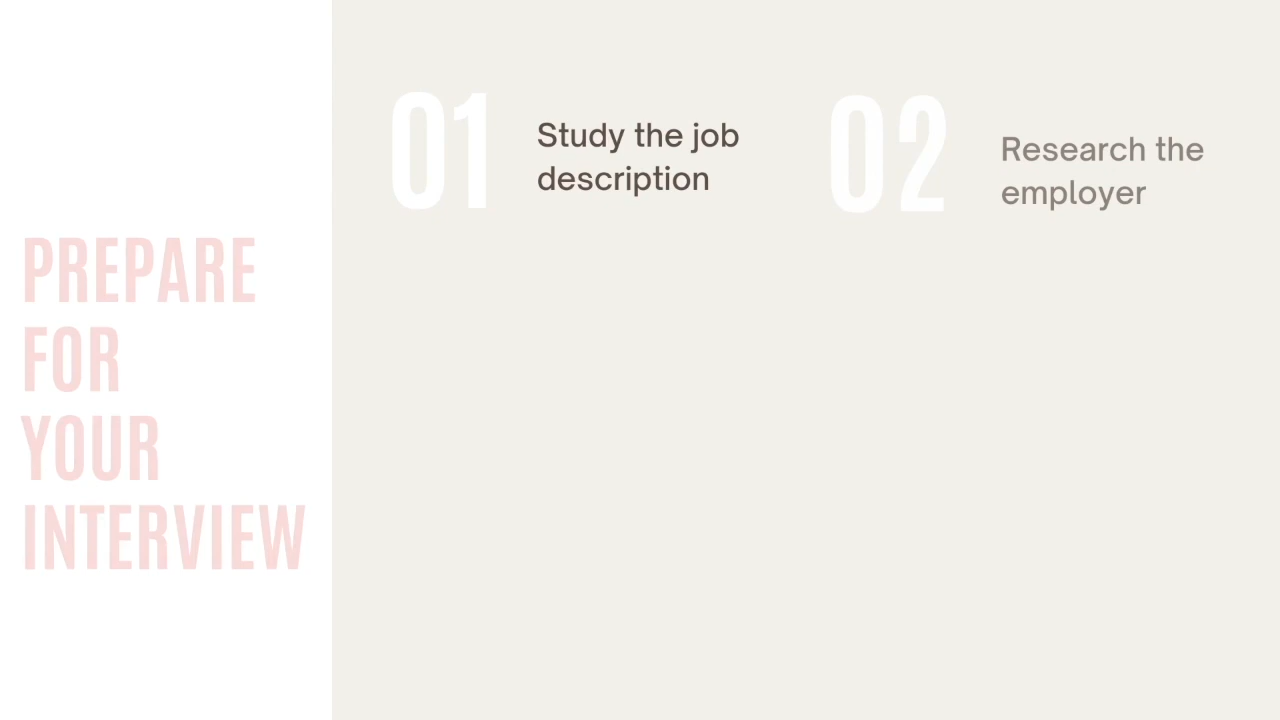 PREPARE
FOR
YOUR
INTERVIEW
01
Study the job
description
02
Research the
employer